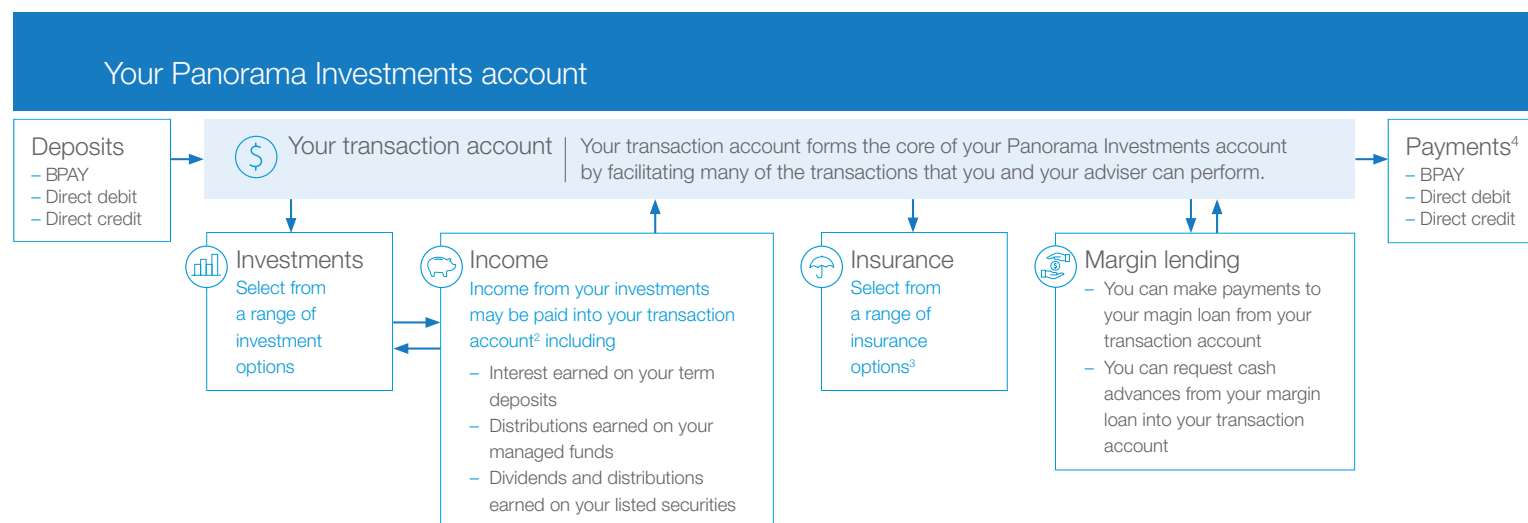 Your Panorama Investments account
Deposits
– BPAY
– Direct debit
– Direct credit
$
Your transaction account
Your transaction account forms the core of your Panorama Investments account
by facilitating many of the transactions that you and your adviser can perform.
Payments⁴
– BPAY
– Direct debit
– Direct credit
Investments
Select from
a range of
investment
options
Income
Income from your investments
may be paid into your transaction
account² including
– Interest earned on your term
deposits
– Distributions earned on your
managed funds
– Dividends and distributions
earned on your listed securities
Insurance
Select from
a range of
insurance
options³
$
Margin lending
– You can make payments to
your magin loan from your
transaction account
– You can request cash
advances from your margin
loan into your transaction
account